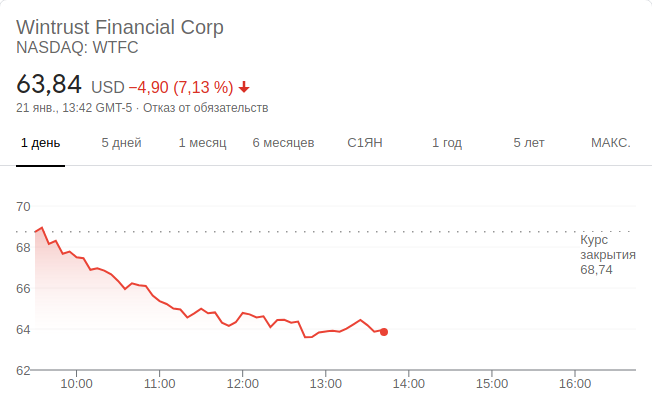 Wintrust Financial Corp
NASDAQ: WTFC
63,84 USD −4,90 (7,13 %)
21 янв., 13:42 GMT-5 · Отказ от обязательств
1 день 5 дней 1 месяц 6 месяцев С1ЯН 1 год 5 лет МАКС.
70
68
66
64
62
Курс
закрытия
68,74
10:00 11:00 12:00 13:00 14:00 15:00 16:00